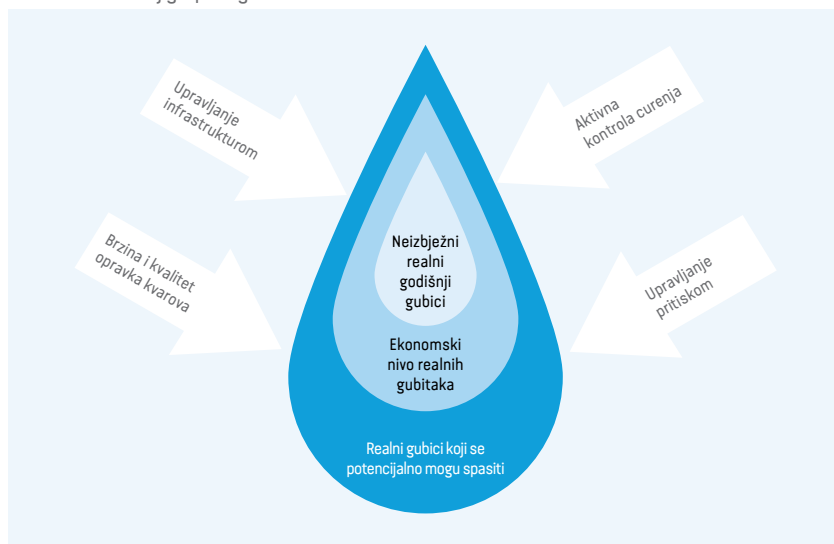 Upravljanje
infrastrukturom
Aktivna
kontrola curenja
Brzina i kvalitet
opravka kvarova
Upravljanje
pritiskom
Neizbježni
realni
godišnji
gubici
Ekonomski
nivo realnih
gubitaka
Realni gubici koji se
potencijalno mogu spasiti